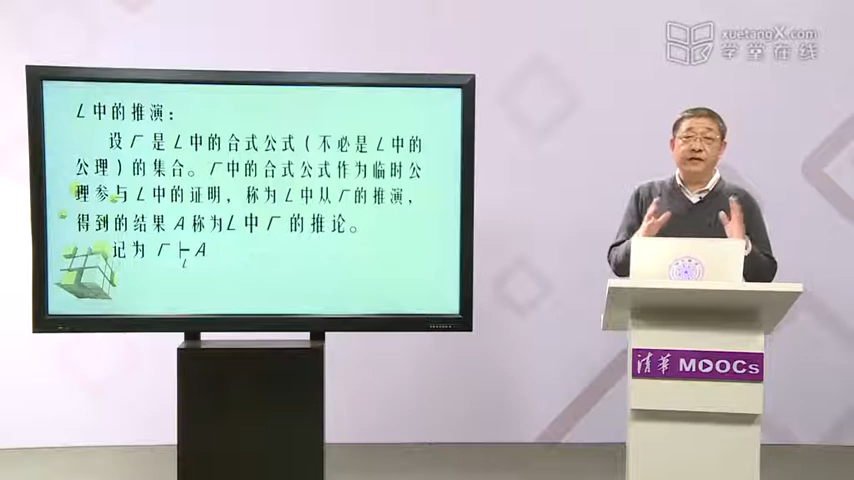 xuetangX.com
学堂在线
L中的推演：
设Γ是L中的合式公式(不必是L中的
公理)的集合。Γ中的合式公式作为临时公
理参与L中的证明，称为L中从Γ的推演，
得到的结果A称为L中Γ的推论。
记为Γ⊢A
L
清华 MOOCs